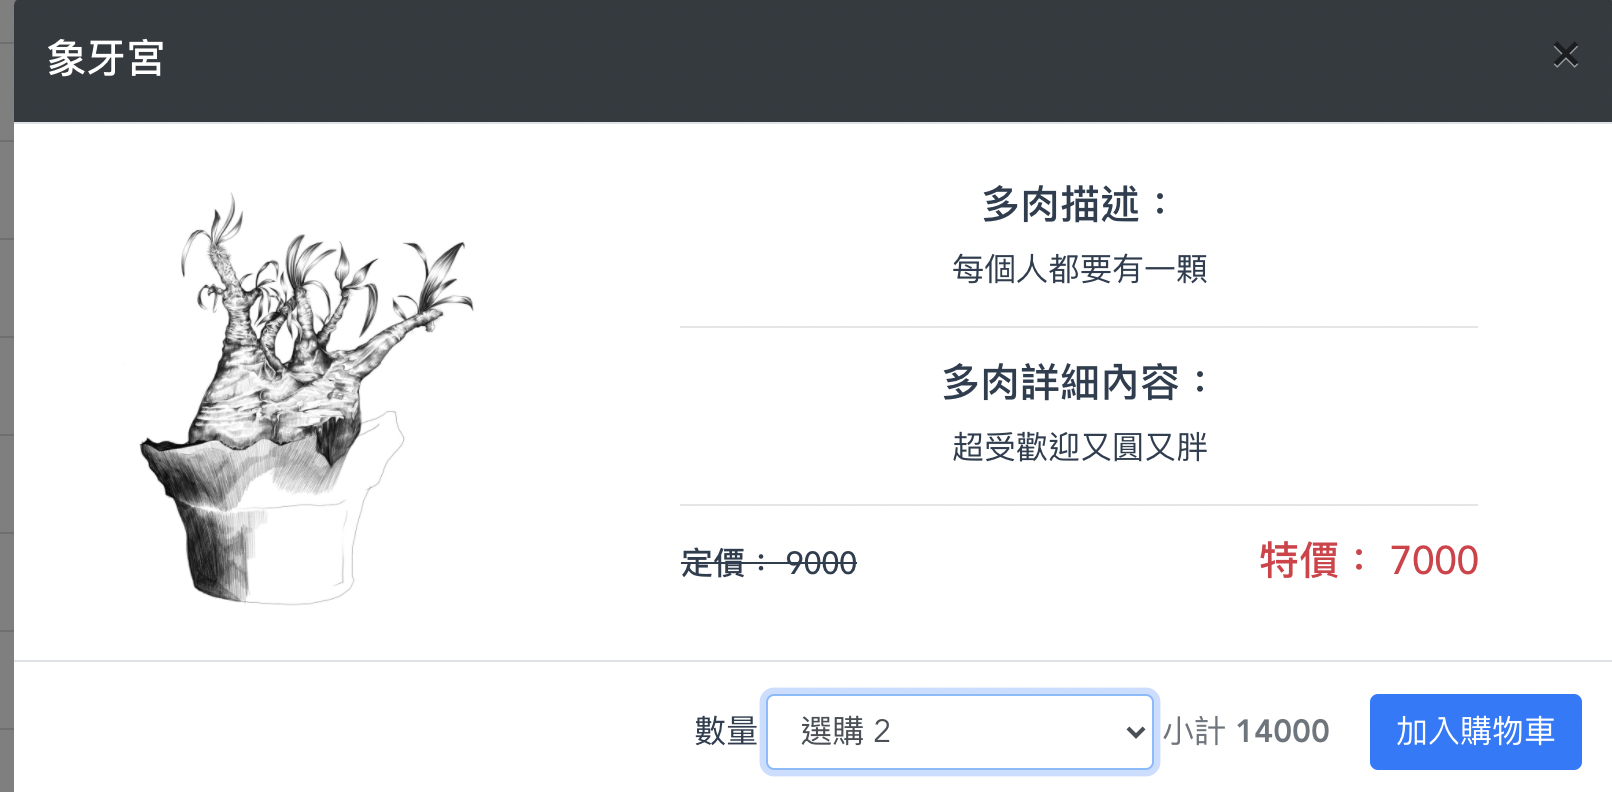 象牙宮
多肉描述：
每個人都要有一顆
多肉詳細內容：
超受歡迎又圓又胖
定價： 9000
特價： 7000
數量 選購 2 小計 14000 加入購物車